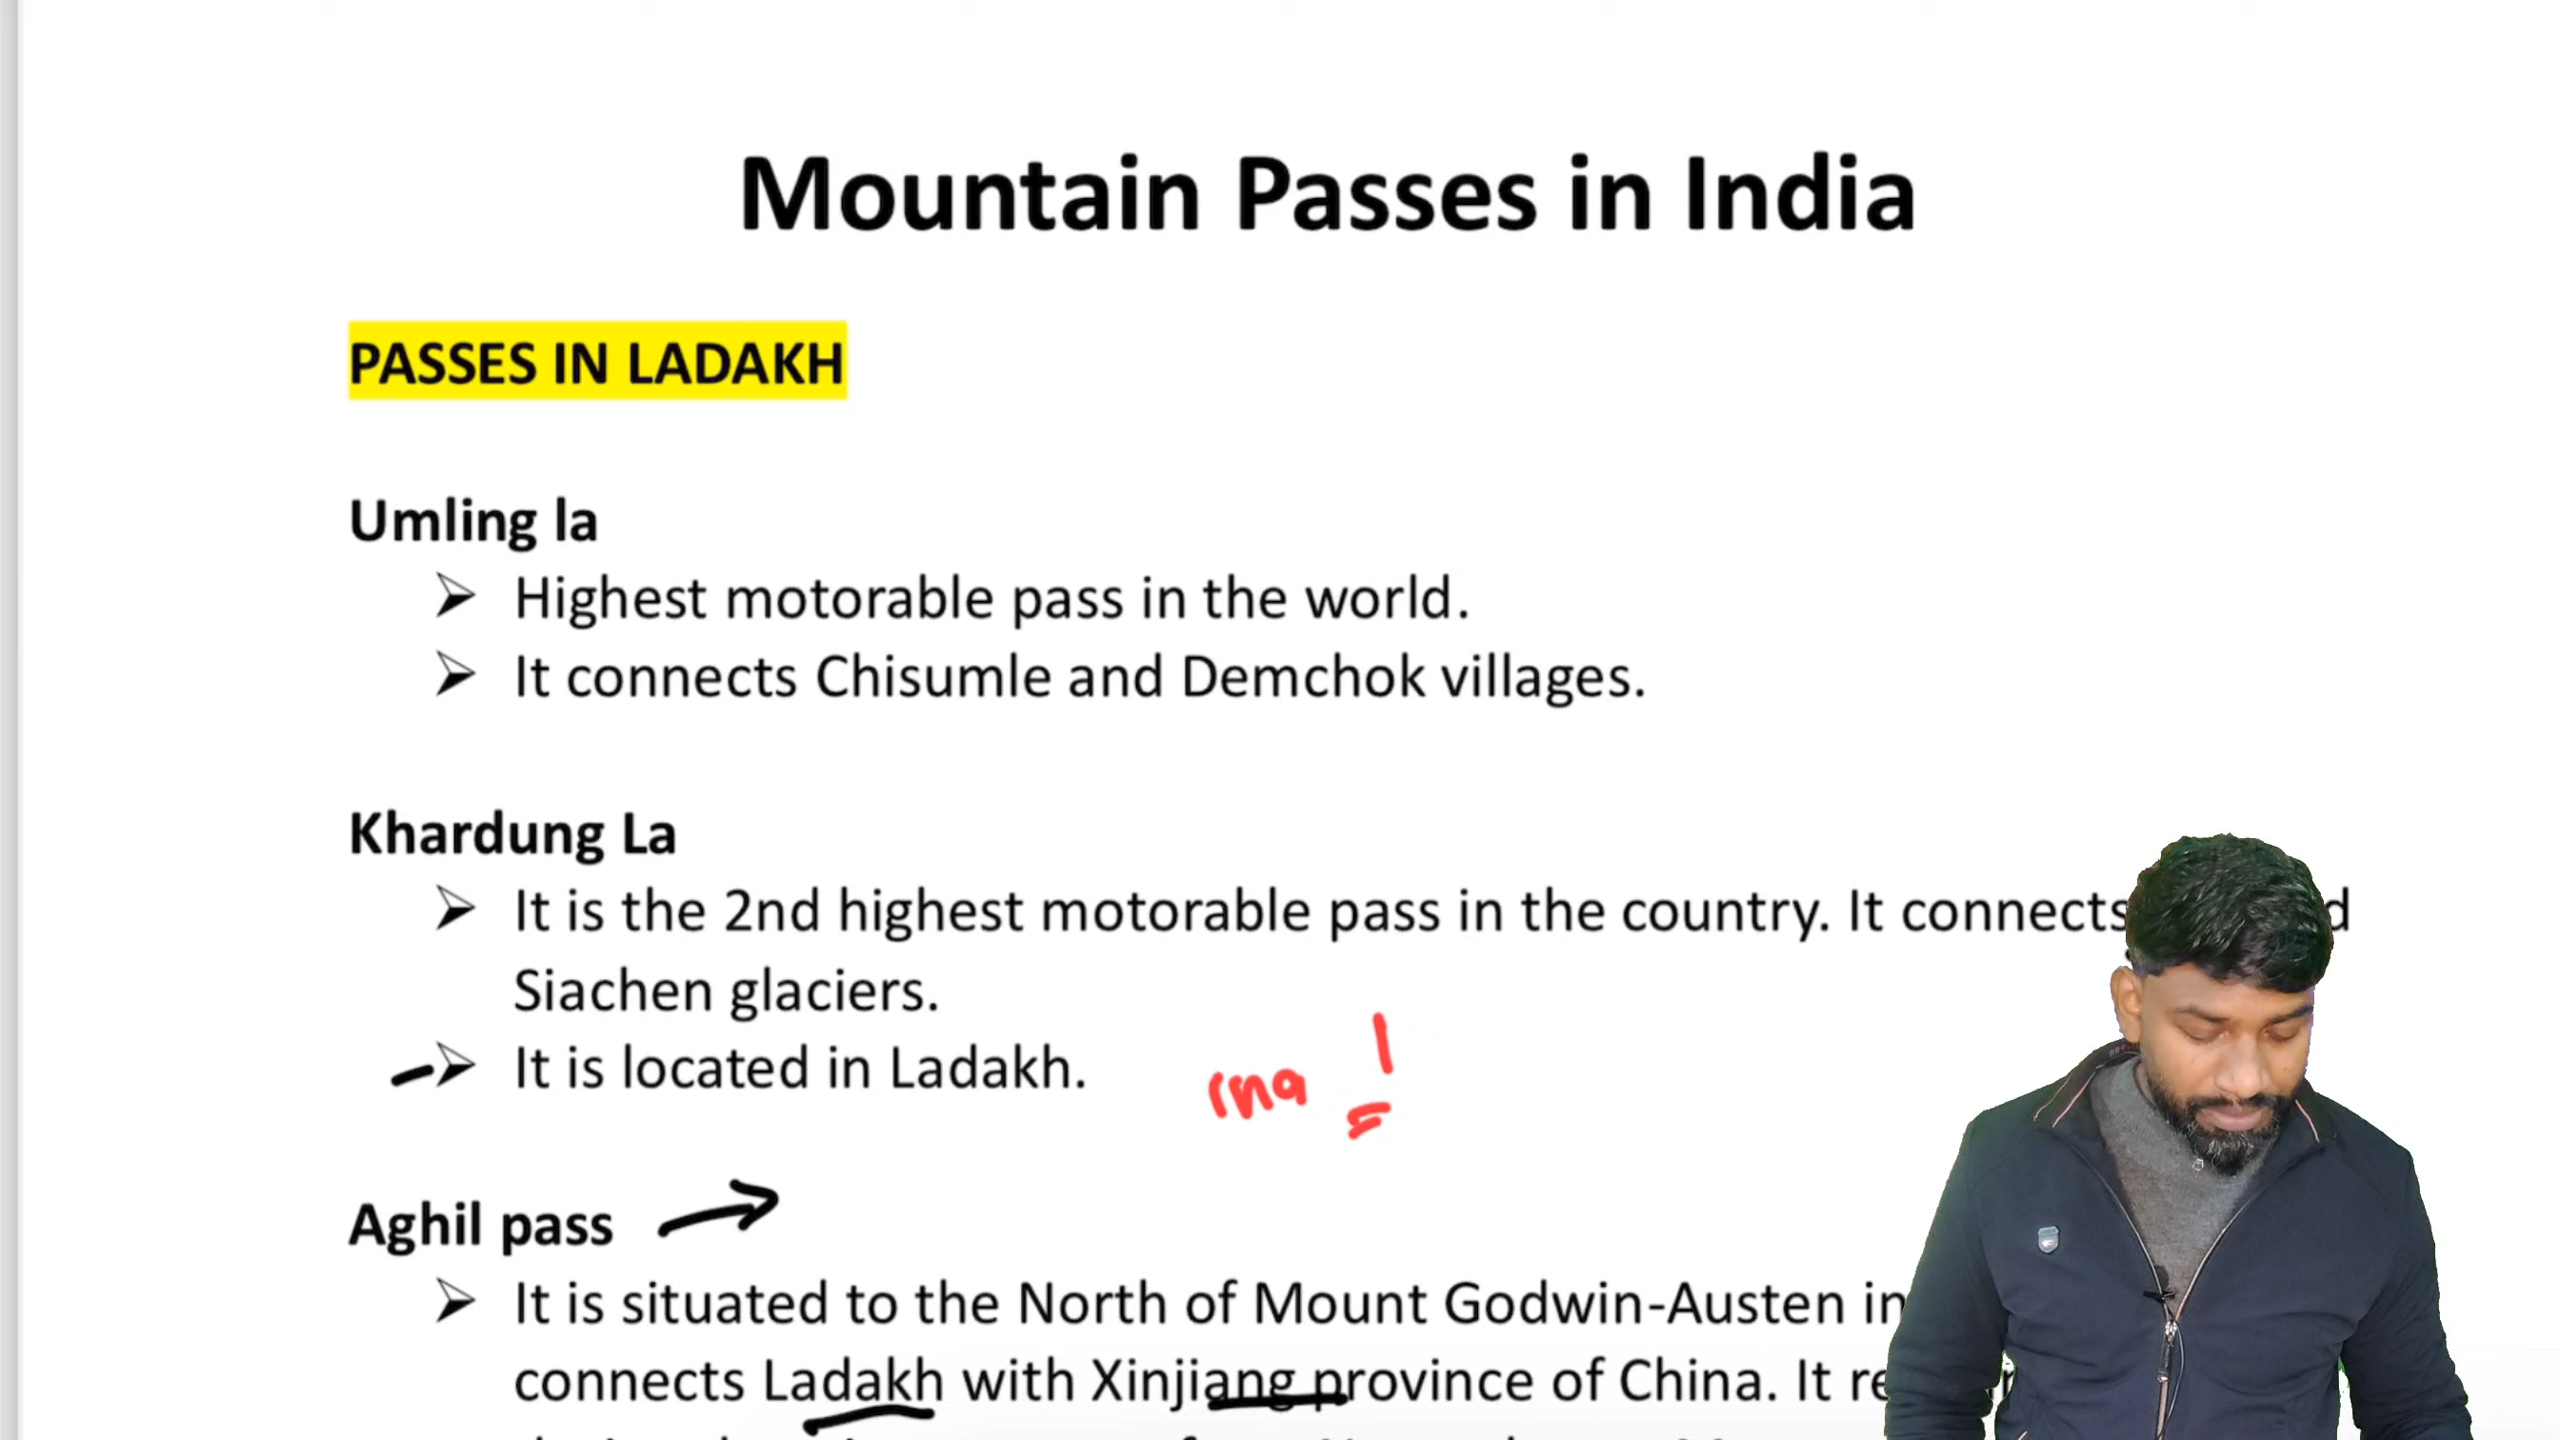 Mountain Passes in India
PASSES IN LADAKH
Umling la
➢ Highest motorable pass in the world.
➢ It connects Chisumle and Demchok villages.
Khardung La
➢ It is the 2nd highest motorable pass in the country. It connects
Siachen glaciers.
➢ It is located in Ladakh.
Aghil pass
➢ It is situated to the North of Mount Godwin-Austen in
connects Ladakh with Xinjiang province of China. It